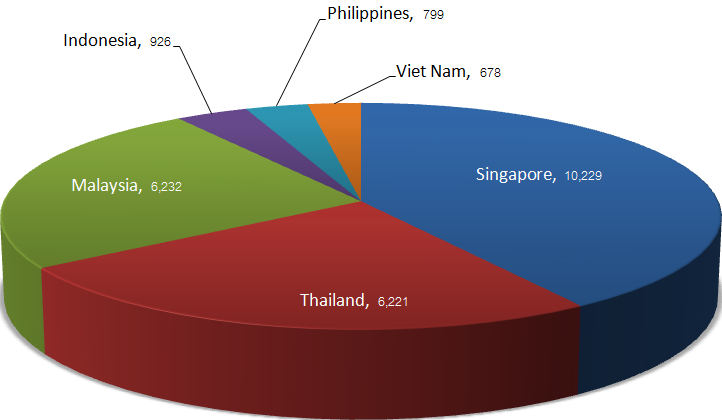 Philippines, 799
Indonesia, 926
Viet Nam, 678
Singapore, 10,229
Malaysia, 6,232
Thailand, 6,221